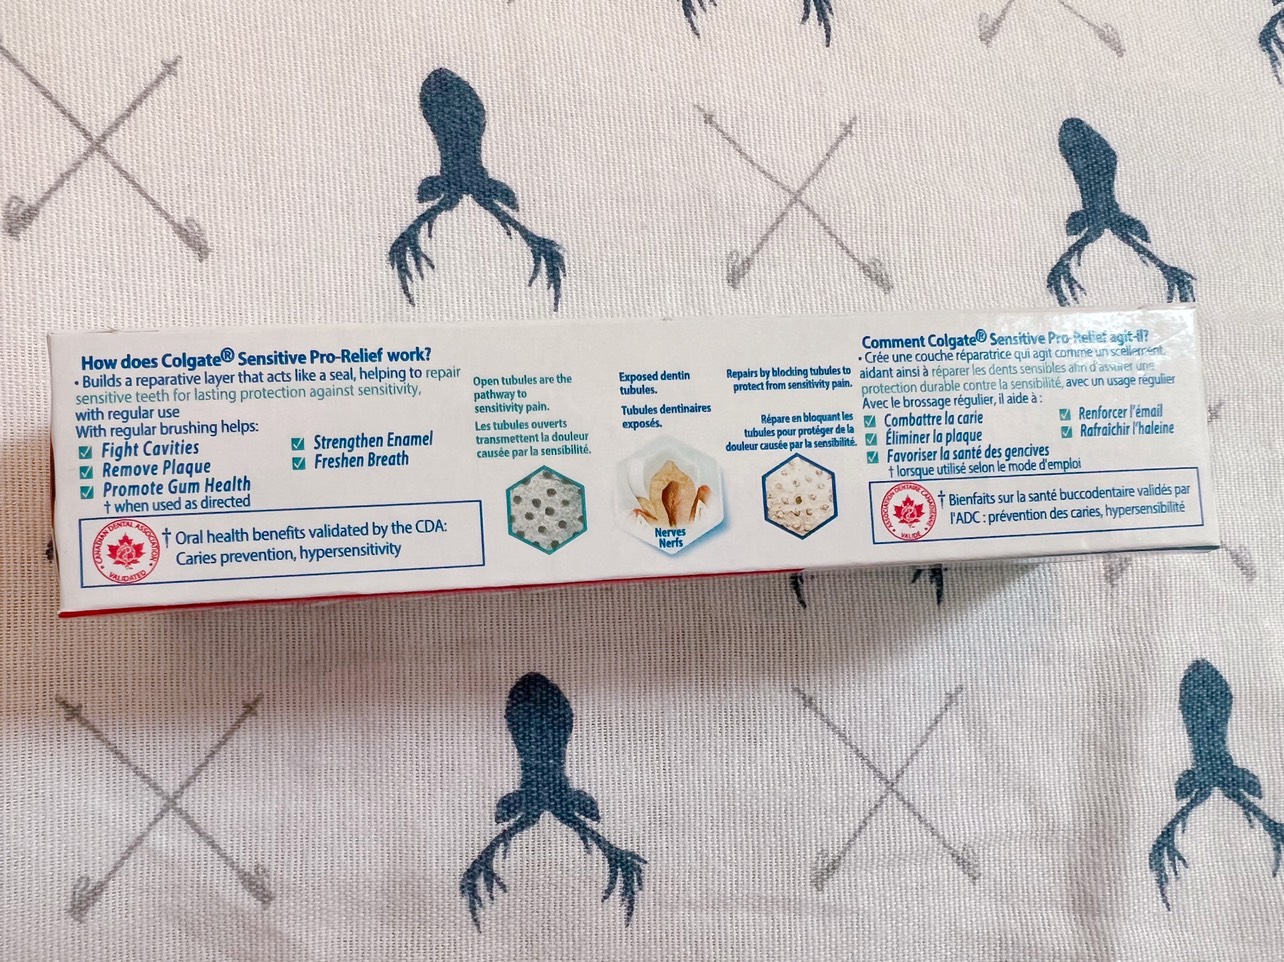 How does Colgate® Sensitive Pro-Relief work?
• Builds a reparative layer that acts like a seal, helping to repair
sensitive teeth for lasting protection against sensitivity,
with regular use
With regular brushing helps:
Fight Cavities
Remove Plaque
Promote Gum Health
Strengthen Enamel
Freshen Breath
† when used as directed
CANADIAN DENTAL ASSOCIATION
VALIDATED
† Oral health benefits validated by the CDA:
Caries prevention, hypersensitivity
Open tubules are the
pathway to
sensitivity pain.
Les tubules ouverts
transmettent la douleur
causée par la sensibilité.
Exposed dentin
tubules.
Tubules dentinaires
exposés.
Nerves
Nerfs
Repairs by blocking tubules to
protect from sensitivity pain.
Répare en bloquant les
tubules pour protéger de la
douleur causée par la sensibilité.
Comment Colgate® Sensitive Pro-Relief agit-il?
• Crée une couche réparatrice qui agit comme un scellement,
aidant ainsi à réparer les dents sensibles afin d'assurer une
protection durable contre la sensibilité, avec un usage régulier
Avec le brossage régulier, il aide à :
Combattre la carie
Éliminer la plaque
Favoriser la santé des gencives
Renforcer l'émail
Rafraîchir l'haleine
† lorsque utilisé selon le mode d'emploi
ASSOCIATION DENTAIRE CANADIENNE
VALIDÉ
† Bienfaits sur la santé buccodentaire validés par
l'ADC : prévention des caries, hypersensibilité